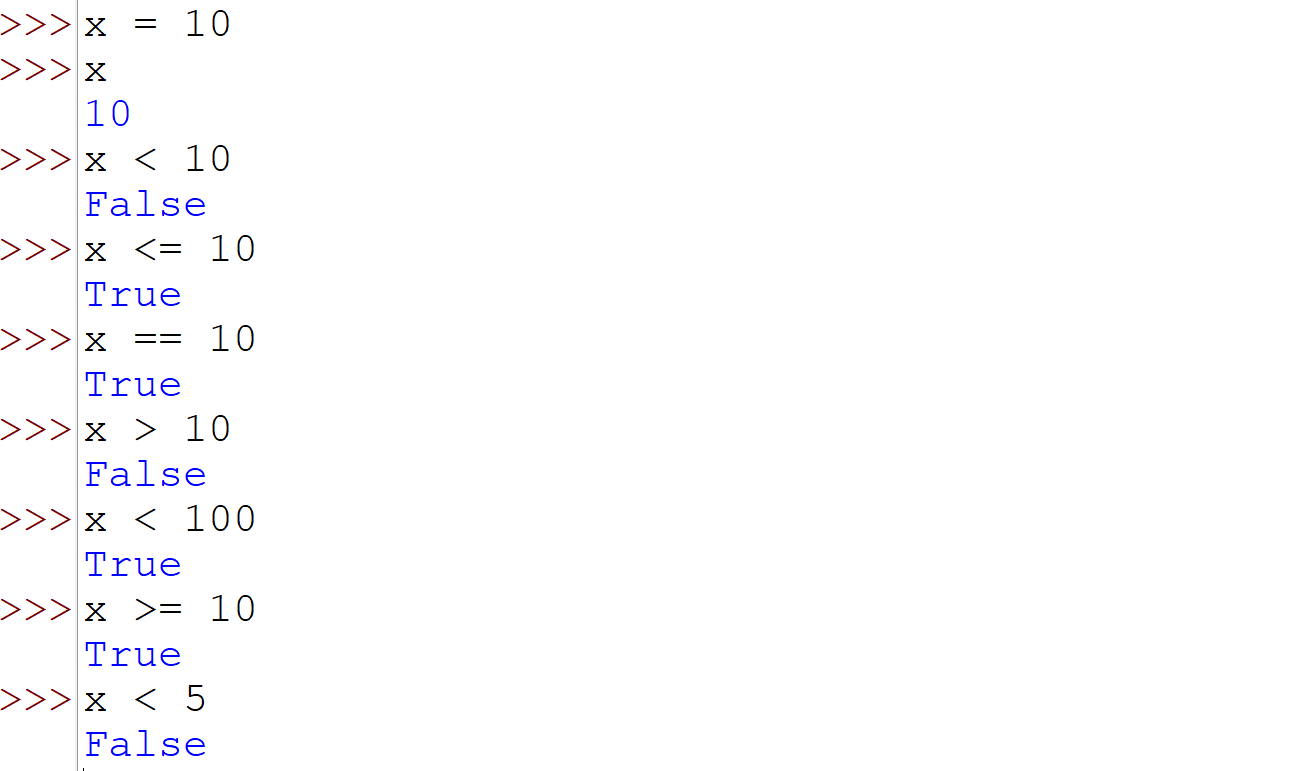 >>> x = 10
>>> x
10
>>> x < 10
False
>>> x <= 10
True
>>> x == 10
True
>>> x > 10
False
>>> x < 100
True
>>> x >= 10
True
>>> x < 5
False